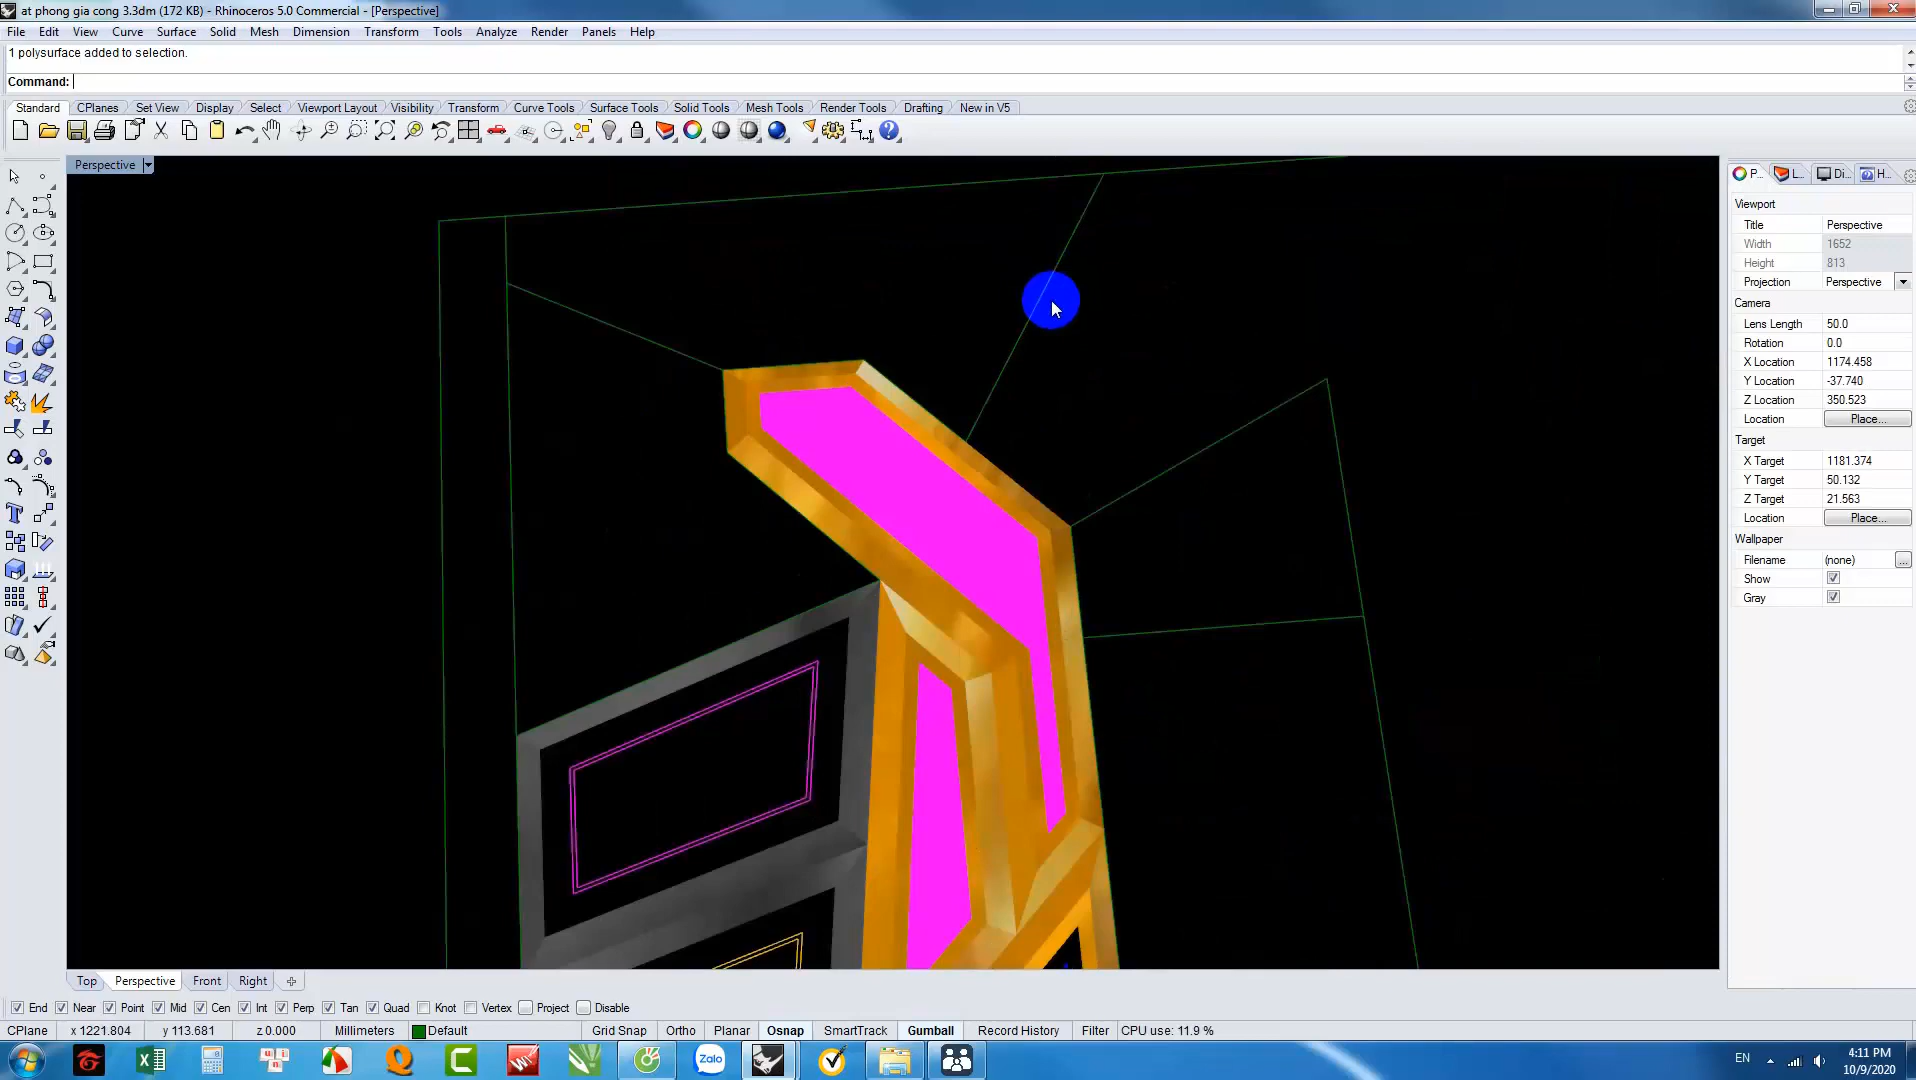 at phong gia cong 3.3dm (172 KB) - Rhinoceros 5.0 Commercial - [Perspective]
File Edit View Curve Surface Solid Mesh Dimension Transform Tools Analyze Render Panels Help
1 polysurface added to selection.
Command:
Standard CPlanes Set View Display Select Viewport Layout Visibility Transform Curve Tools Surface Tools Solid Tools Mesh Tools Render Tools Drafting New in V5
Perspective
P... L... Di... H...
Viewport
Title Perspective
Width 1652
Height 813
Projection Perspective
Camera
Lens Length 50.0
Rotation 0.0
X Location 1174.458
Y Location -37.740
Z Location 350.523
Location Place...
Target
X Target 1181.374
Y Target 50.132
Z Target 21.563
Location Place...
Wallpaper
Filename (none) ...
Show
Gray
Top Perspective Front Right
End Near Point Mid Cen Int Perp Tan Quad Knot Vertex Project Disable
CPlane x 1221.804 y 113.681 z 0.000 Millimeters Default Grid Snap Ortho Planar Osnap SmartTrack Gumball Record History Filter CPU use: 11.9 %
Zalo
EN
4:11 PM
10/9/2020